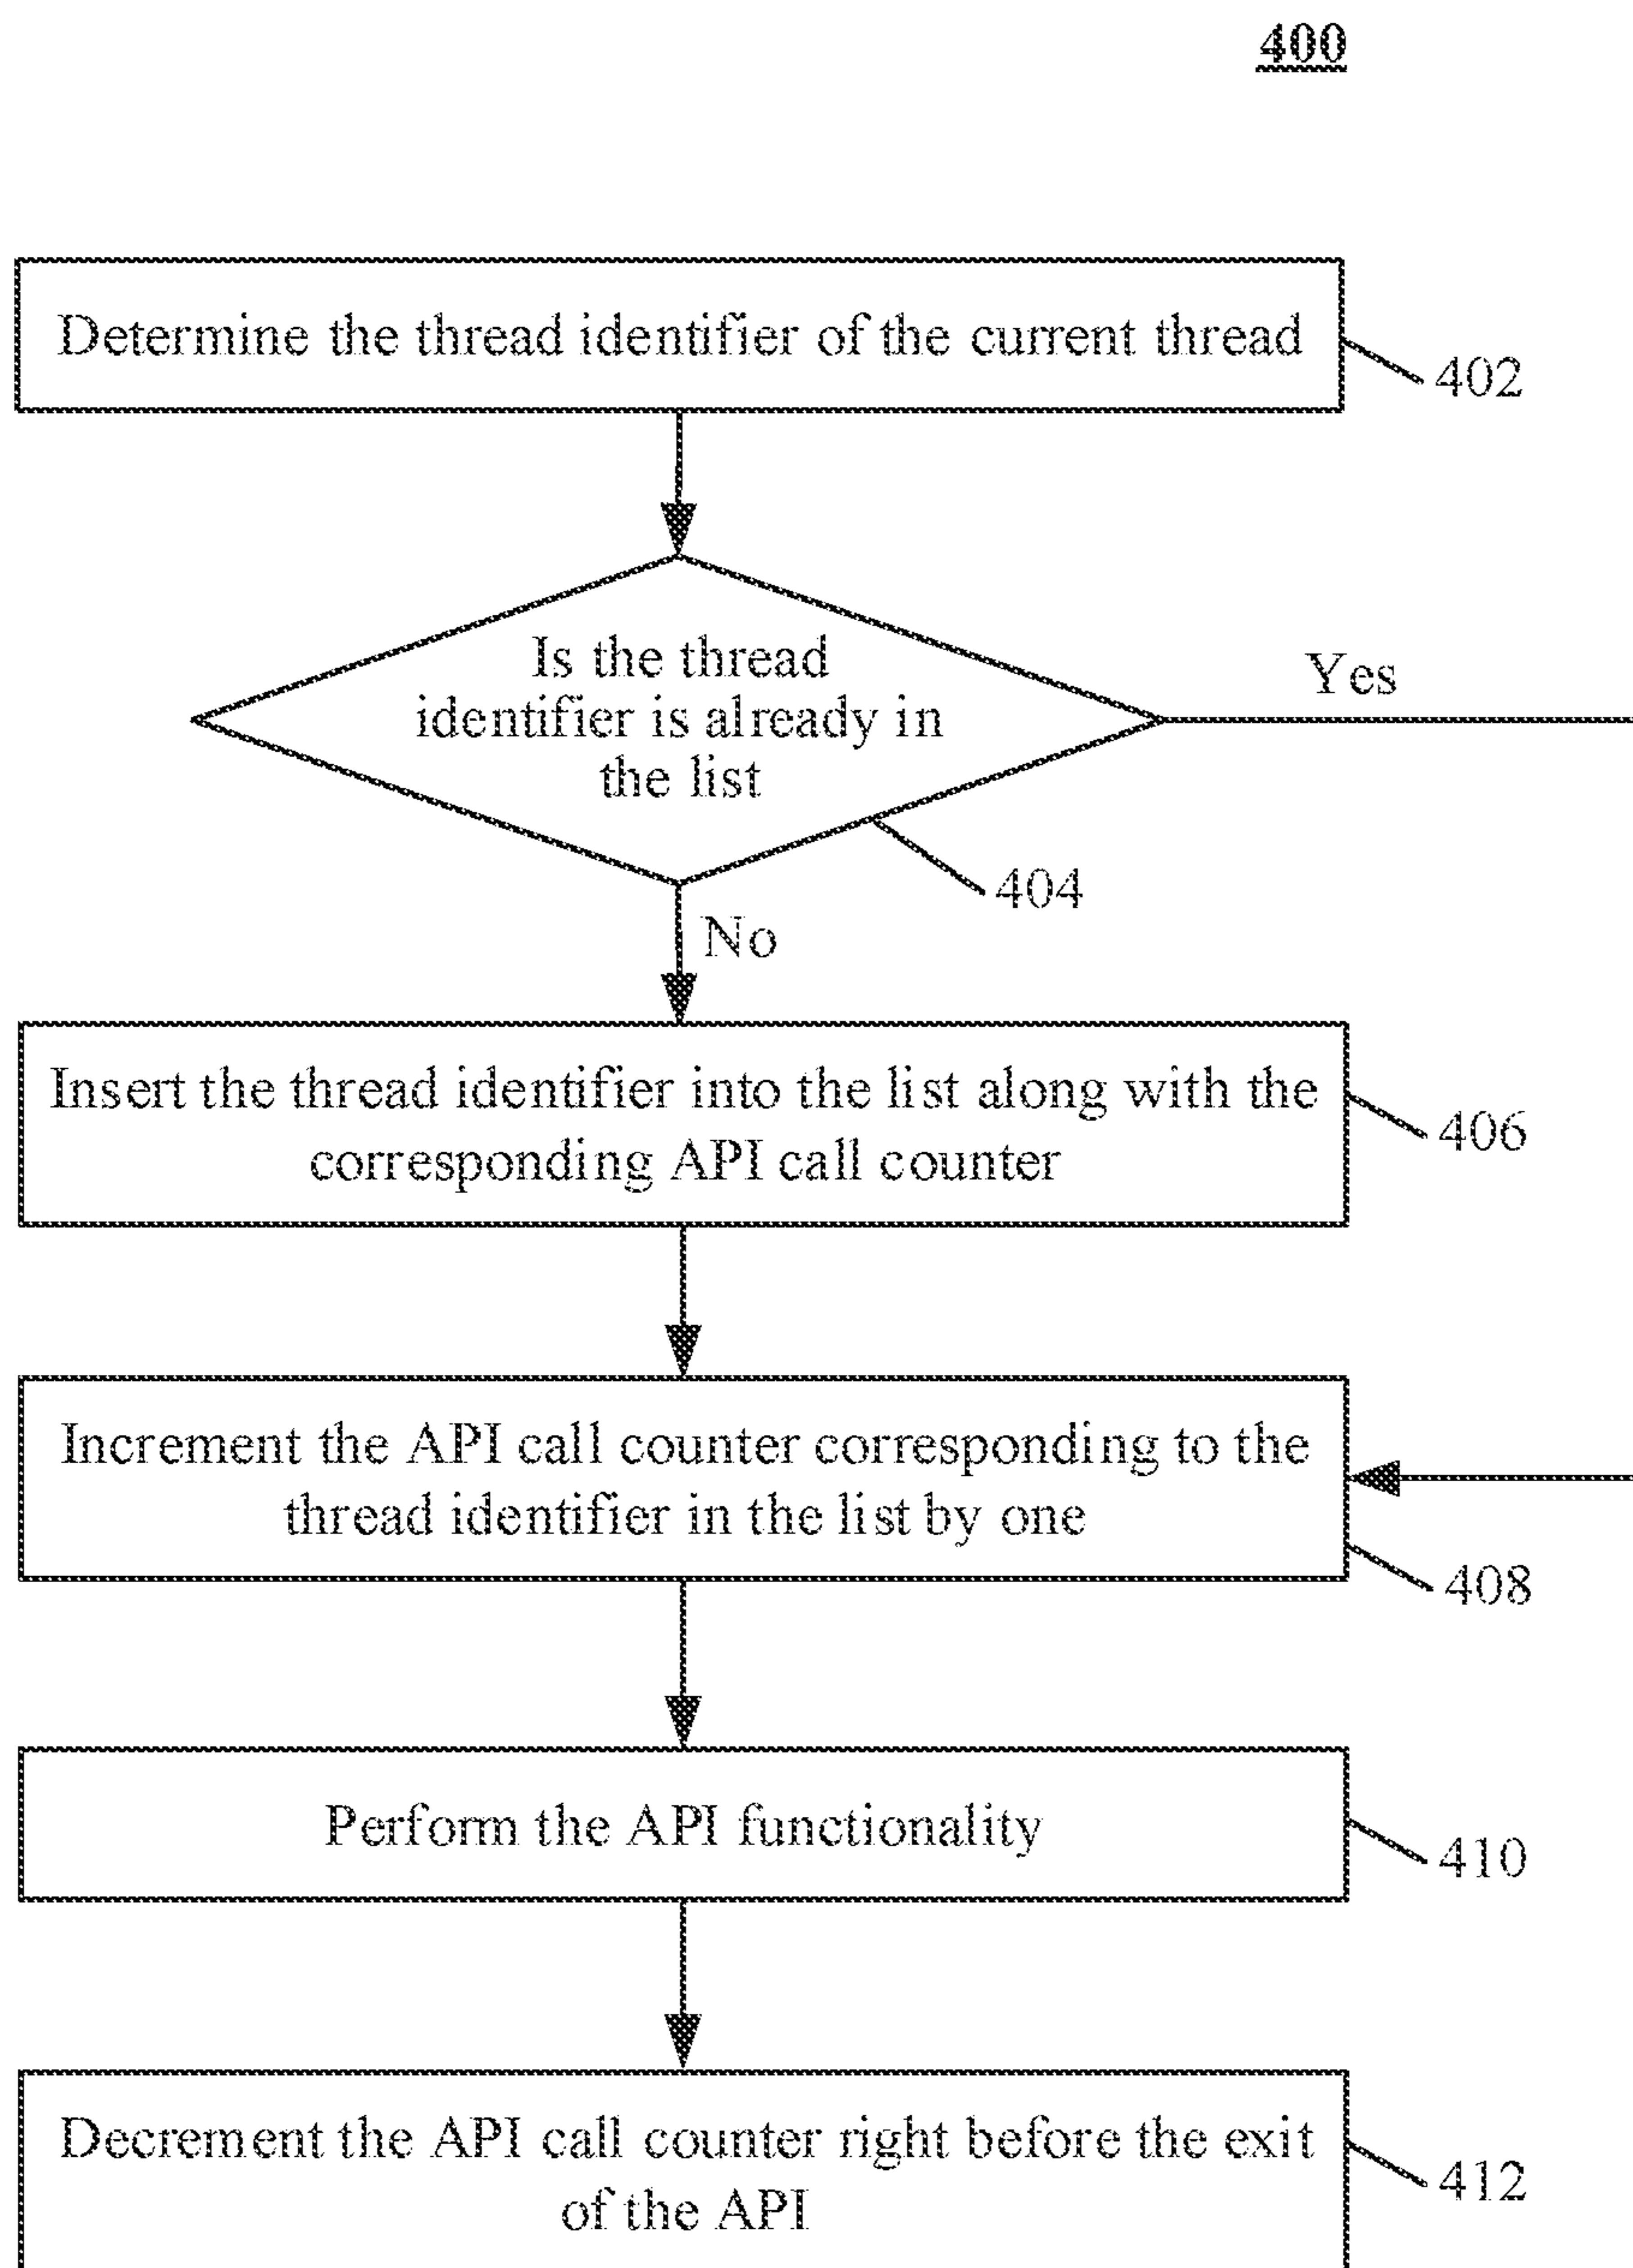 400
Determine the thread identifier of the current thread
402
Is the thread
identifier is already in
the list
Yes
404
No
Insert the thread identifier into the list along with the
corresponding API call counter
406
Increment the API call counter corresponding to the
thread identifier in the list by one
408
Perform the API functionality
410
Decrement the API call counter right before the exit
of the API
412